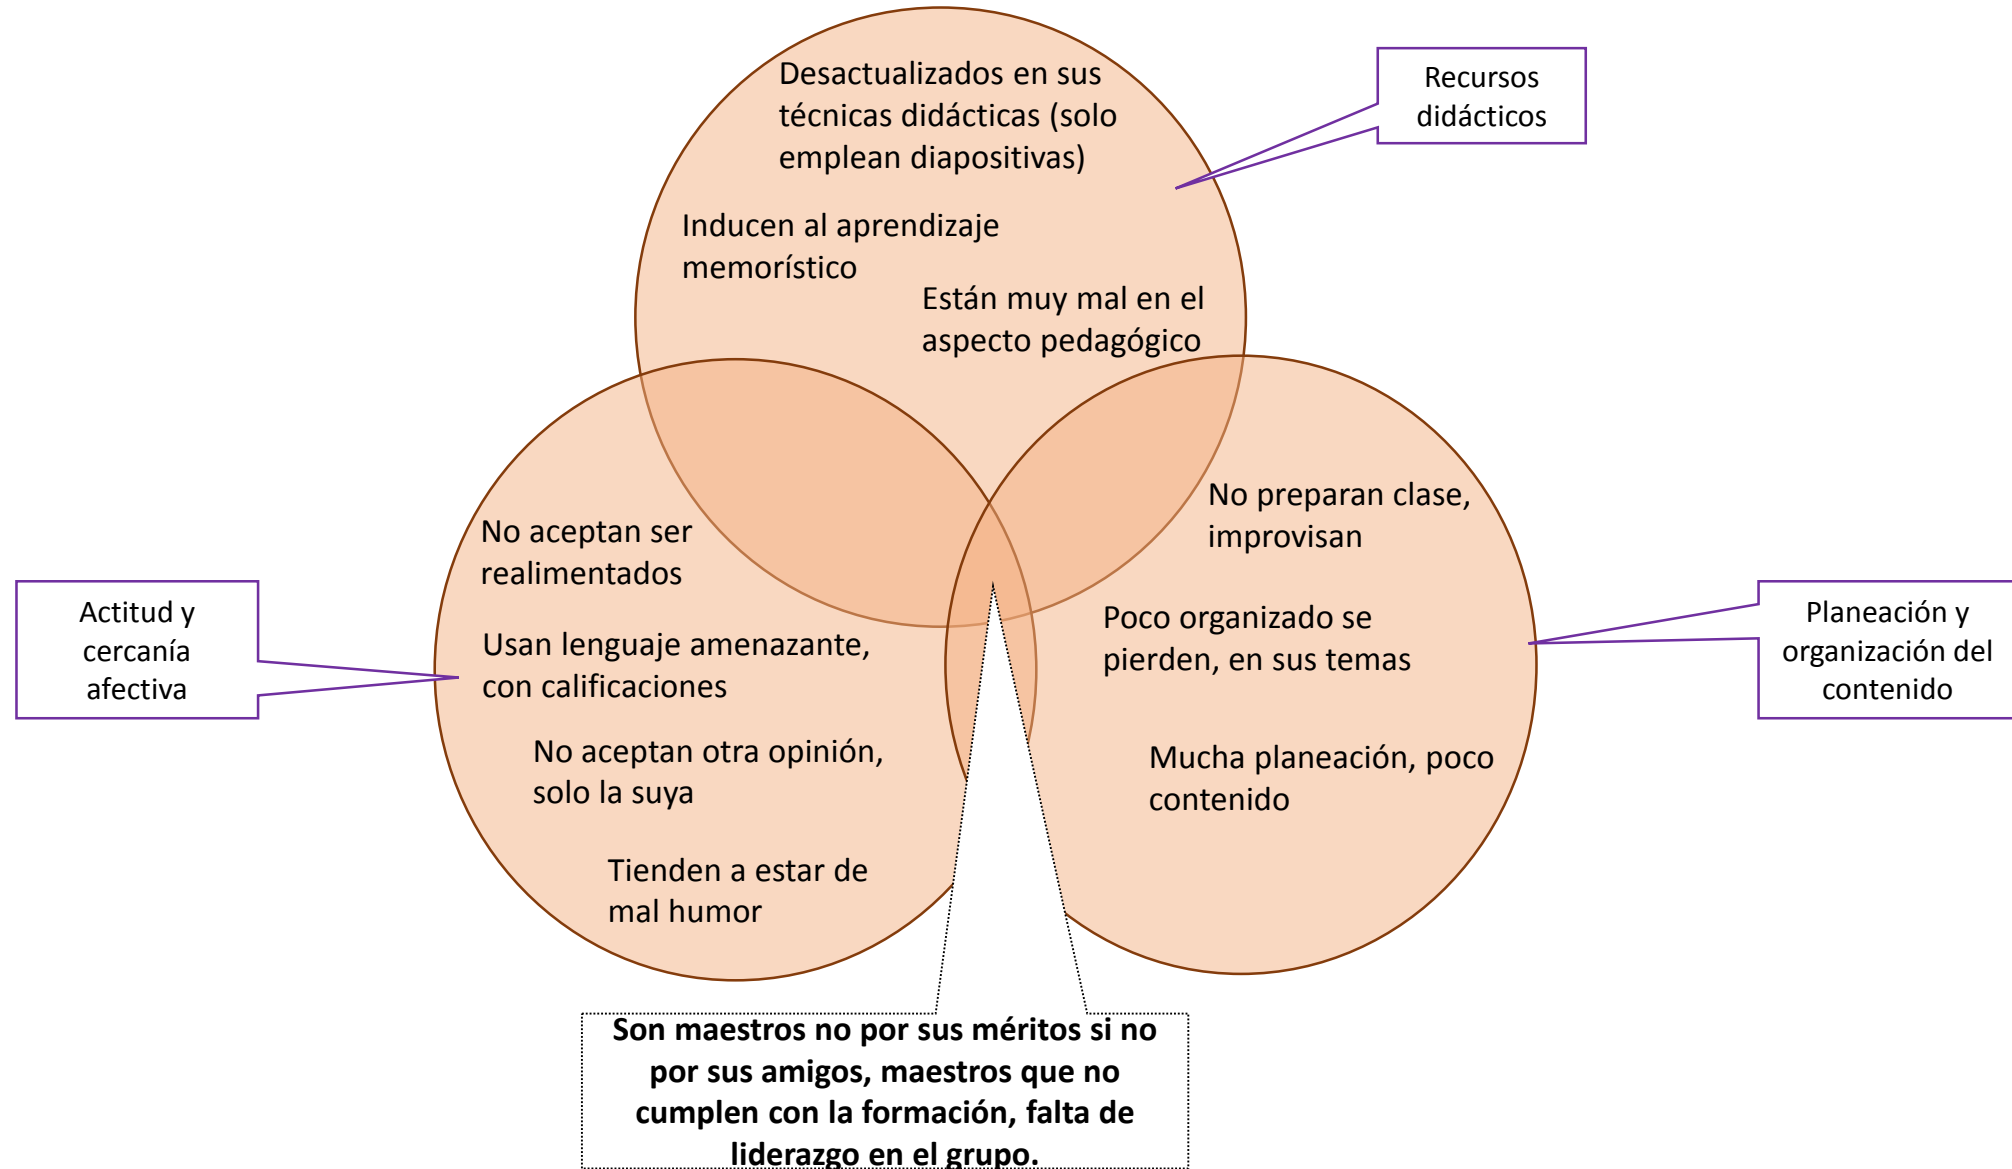 Desactualizados en sus
técnicas didácticas (solo
emplean diapositivas)
Recursos
didácticos
Inducen al aprendizaje
memorístico
Están muy mal en el
aspecto pedagógico
No aceptan ser
realimentados
No preparan clase,
improvisan
Actitud y
cercanía
afectiva
Usan lenguaje amenazante,
con calificaciones
Poco organizado se
pierden, en sus temas
Planeación y
organización del
contenido
No aceptan otra opinión,
solo la suya
Mucha planeación, poco
contenido
Tienden a estar de
mal humor
Son maestros no por sus méritos si no
por sus amigos, maestros que no
cumplen con la formación, falta de
liderazgo en el grupo.